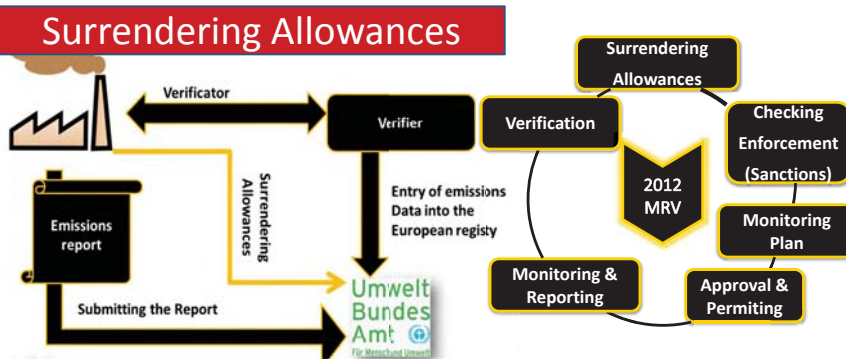 Surrendering Allowances
Verificator
Verifier
Surrendering
Allowances
Entry of emissions
Data into the
European registy
Emissions
report
Submitting the Report
Umwelt
Bundes
Amt
Für Mensch und Umwelt
Surrendering
Allowances
Verification
Checking
Enforcement
(Sanctions)
2012
MRV
Monitoring
Plan
Monitoring &
Reporting
Approval &
Permiting